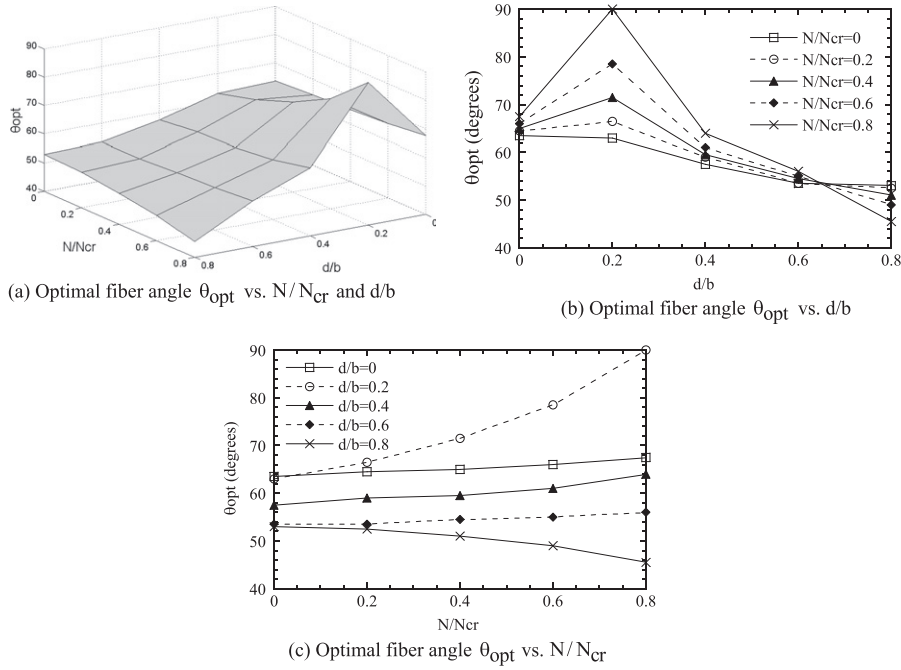 90
80
70
60
50
40
θopt
0
0.2
0.4
0.6
0.8
N/Ncr
0.8
0.6
0.4
0.2
0
d/b
(a) Optimal fiber angle θopt vs. N/Ncr and d/b
90
80
70
60
50
40
θopt (degrees)
N/Ncr=0
N/Ncr=0.2
N/Ncr=0.4
N/Ncr=0.6
N/Ncr=0.8
0 0.2 0.4 0.6 0.8
d/b
(b) Optimal fiber angle θopt vs. d/b
90
80
70
60
50
40
θopt (degrees)
d/b=0
d/b=0.2
d/b=0.4
d/b=0.6
d/b=0.8
0 0.2 0.4 0.6 0.8
N/Ncr
(c) Optimal fiber angle θopt vs. N/Ncr